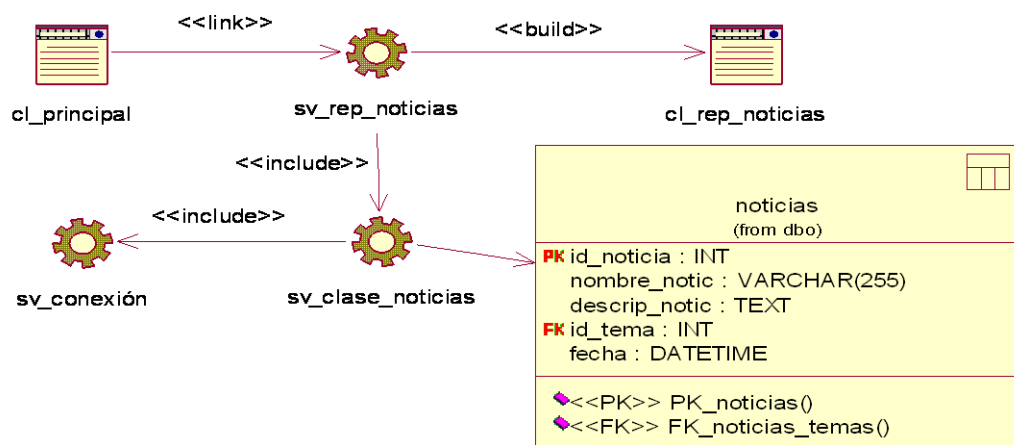 <<link>>
<<build>>
cl_principal
sv_rep_noticias
cl_rep_noticias
<<include>>
<<include>>
sv_conexión
sv_clase_noticias
noticias
(from dbo)
PK id_noticia : INT
nombre_notic : VARCHAR(255)
descrip_notic : TEXT
FK id_tema : INT
fecha : DATETIME
<<PK>> PK_noticias()
<<FK>> FK_noticias_temas()